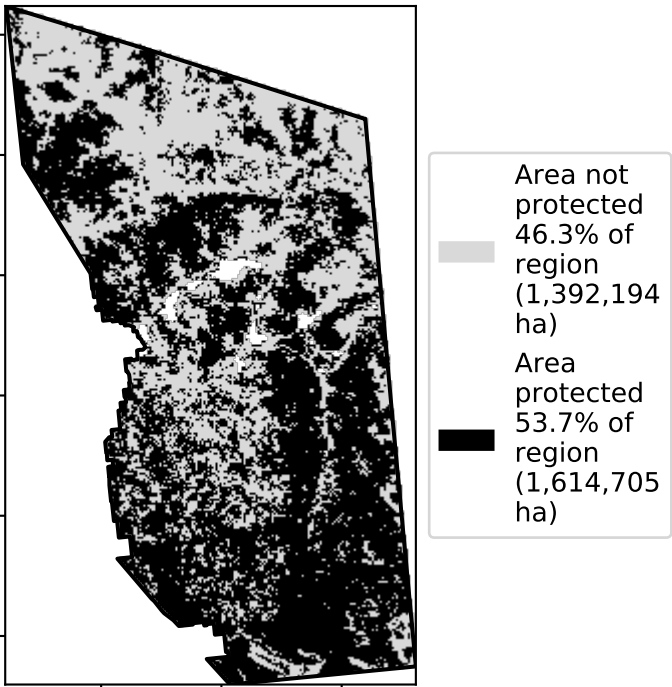 Area not
protected
46.3% of
region
(1,392,194
ha)
Area
protected
53.7% of
region
(1,614,705
ha)